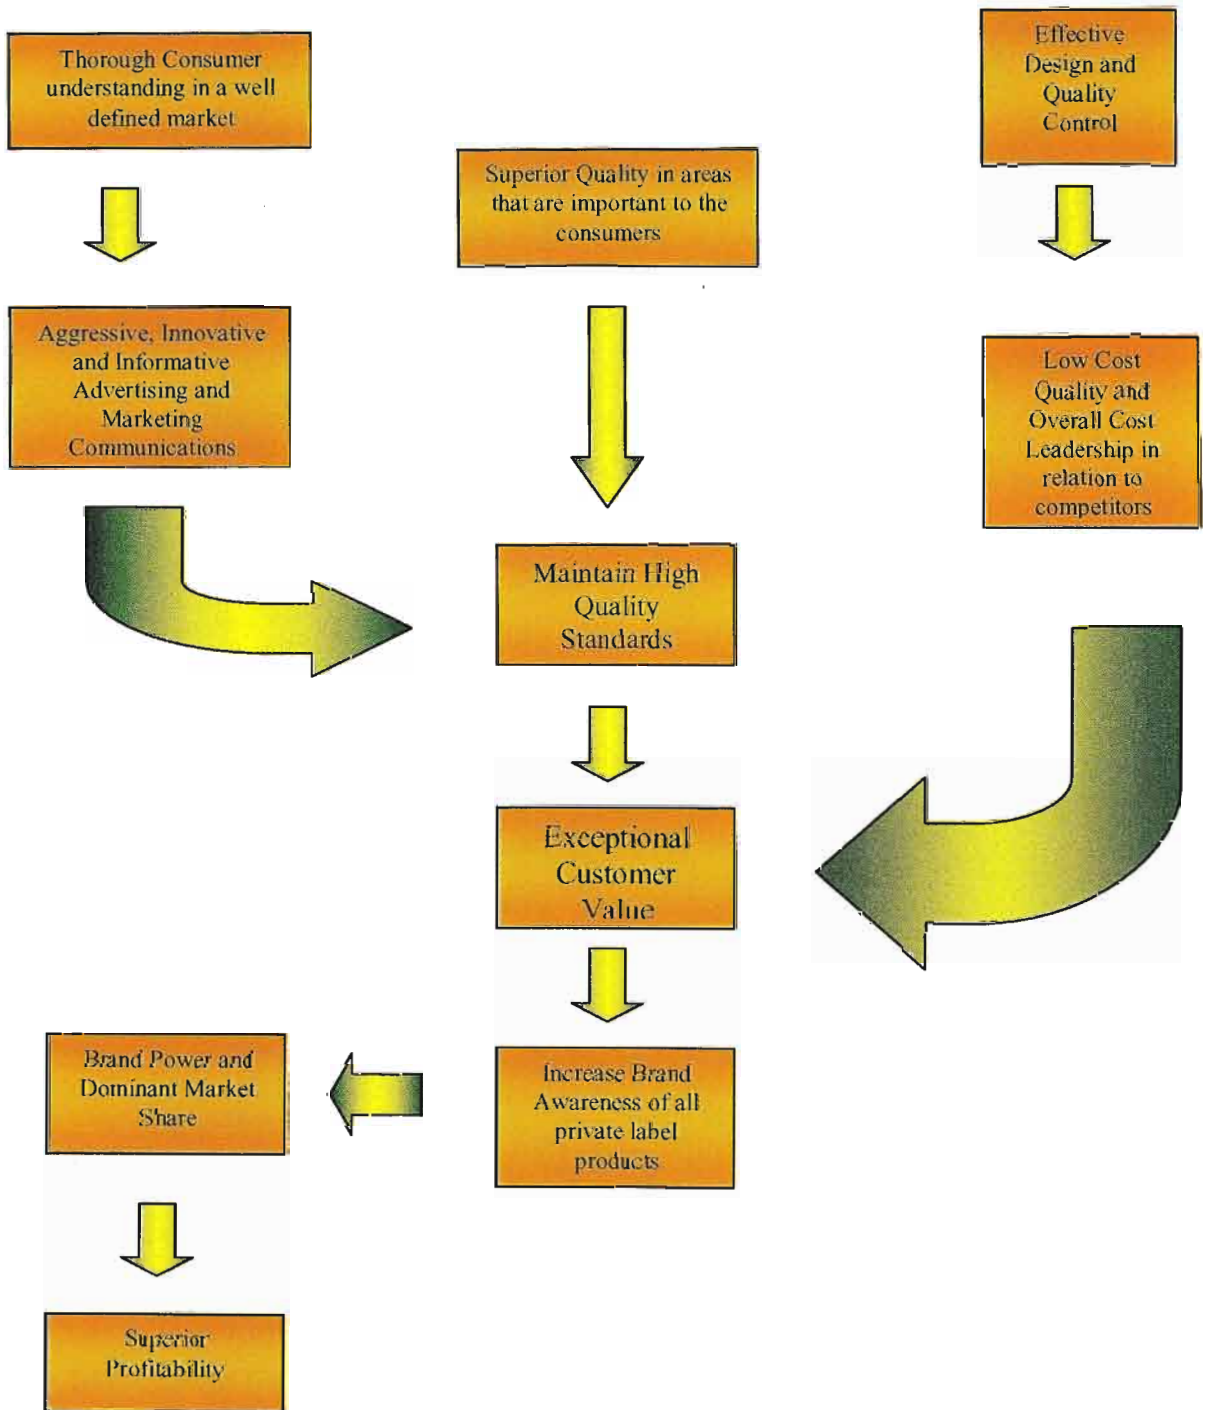 Thorough Consumer
understanding in a well
defined market
Effective
Design and
Quality
Control
Superior Quality in areas
that are important to the
consumers
Aggressive, Innovative
and Informative
Advertising and
Marketing
Communications
Low Cost
Quality and
Overall Cost
Leadership in
relation to
competitors
Maintain High
Quality
Standards
Exceptional
Customer
Value
Brand Power and
Dominant Market
Share
Increase Brand
Awareness of all
private label
products
Superior
Profitability